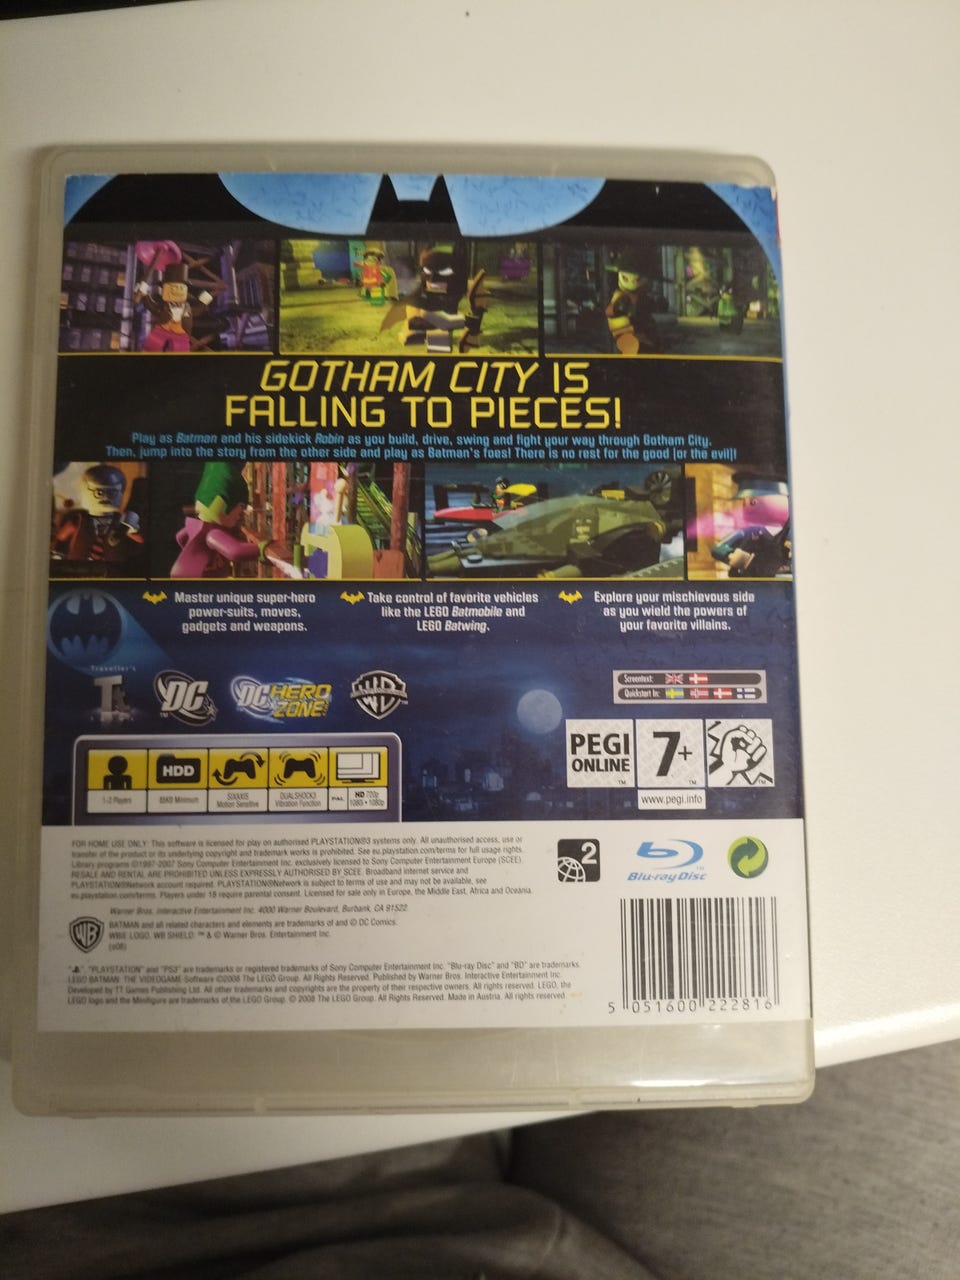 GOTHAM CITY IS
FALLING TO PIECES!
Play as Batman and his sidekick Robin as you build, drive, swing and fight your way through Gotham City.
Then, jump into the story from the other side and play as Batman's foes! There is no rest for the good (or the evil)!
Master unique super-hero
power-suits, moves,
gadgets and weapons.
Take control of favorite vehicles
like the LEGO Batmobile and
LEGO Batwing.
Explore your mischievous side
as you wield the powers of
your favorite villains.
Traveller's
T
DC
TM
DC HERO
ZONE
WB
Screentext:
Quickstart in:
PEGI
ONLINE
TM
7+
TM
TM
www.pegi.info
HDD
1-2 Players
Minimum
SIXAXIS
Motion Sensitive
DUALSHOCK3
Vibration Function
PAL
HD 720p
1080i • 1080p
FOR HOME USE ONLY: This software is licensed for play on authorised PLAYSTATION®3 systems only. All unauthorised access, use or
transfer of the product or its underlying copyright and trademark works is prohibited. See eu.playstation.com/terms for full usage rights.
Library programs ©1997-2007 Sony Computer Entertainment Inc. exclusively licensed to Sony Computer Entertainment Europe (SCEE).
RESALE AND RENTAL ARE PROHIBITED UNLESS EXPRESSLY AUTHORISED BY SCEE. Broadband internet service and
PLAYSTATION®Network account required. PLAYSTATION®Network is subject to terms of use and may not be available, see
eu.playstation.com/terms. Players under 18 require parental consent. Licensed for sale only in Europe, the Middle East, Africa and Oceania.
2
Blu-ray Disc
TM
Warner Bros. Interactive Entertainment Inc. 4000 Warner Boulevard, Burbank, CA 91522.
WB
BATMAN and all related characters and elements are trademarks of and © DC Comics.
WBIE LOGO, WB SHIELD: ™ & © Warner Bros. Entertainment Inc.
(s08)
"PLAYSTATION" and "PS3" are trademarks or registered trademarks of Sony Computer Entertainment Inc. "Blu-ray Disc" and "BD" are trademarks.
LEGO BATMAN: THE VIDEOGAME Software ©2008 The LEGO Group. All Rights Reserved. Published by Warner Bros. Interactive Entertainment Inc.
Developed by TT Games Publishing Ltd. All other trademarks and copyrights are the property of their respective owners. All rights reserved. LEGO, the
LEGO logo and the Minifigure are trademarks of the LEGO Group. © 2008 The LEGO Group. All Rights Reserved. Made in Austria. All rights reserved.
5 051600 222816